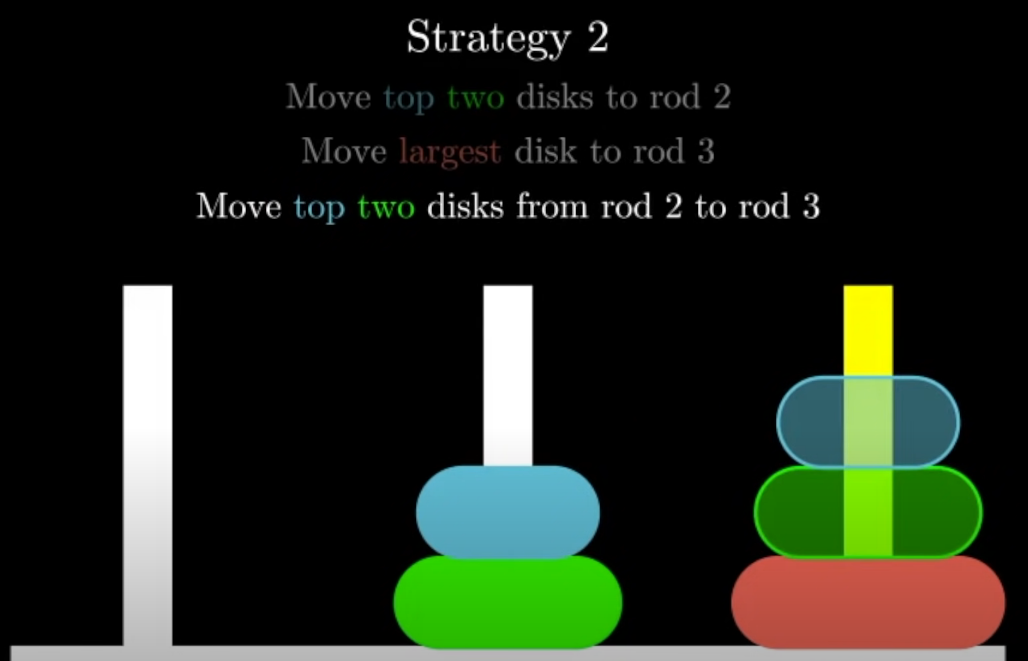 Strategy 2
Move top two disks to rod 2
Move largest disk to rod 3
Move top two disks from rod 2 to rod 3